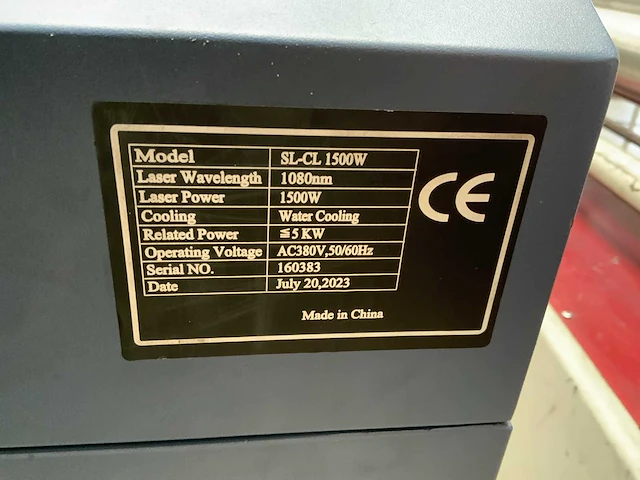 Model SL-CL 1500W
Laser Wavelength 1080nm
Laser Power 1500W
Cooling Water Cooling
Related Power ≦5 KW
Operating Voltage AC380V,50/60Hz
Serial NO. 160383
Date July 20,2023
CE
Made in China